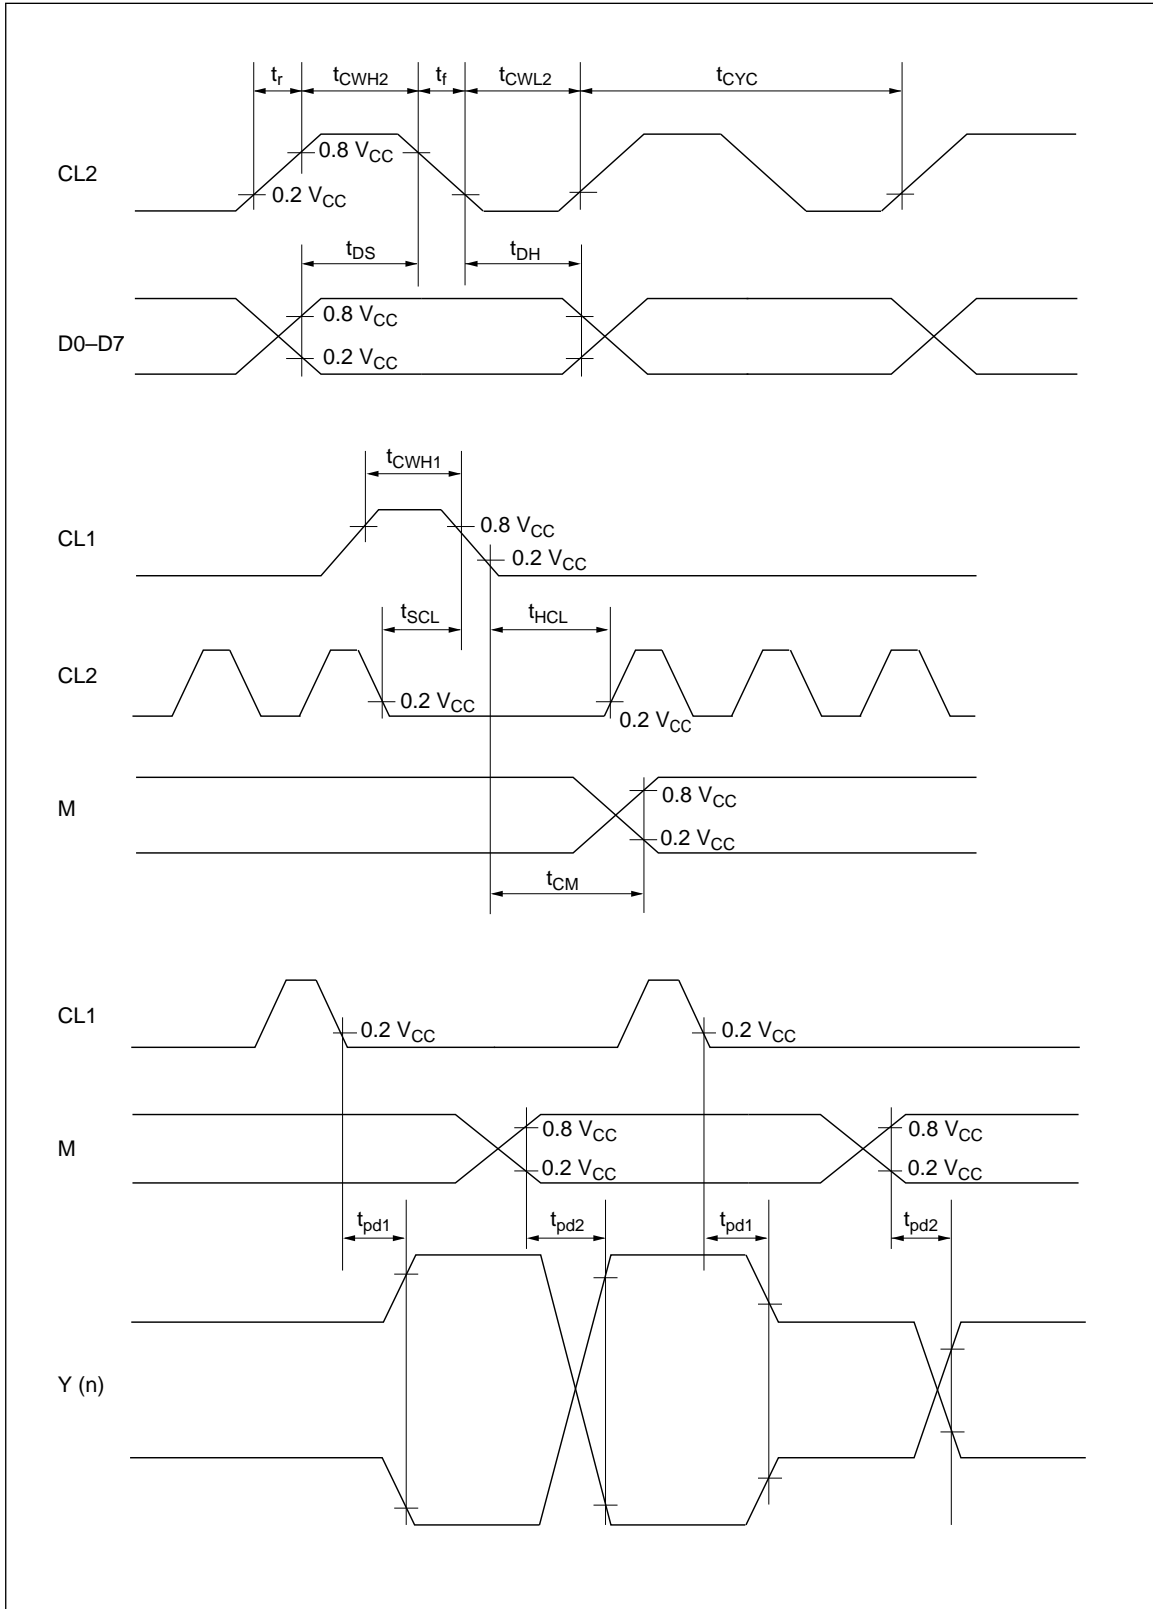 tr tCWH2 tf tCWL2 tCYC
CL2
0.8 VCC
0.2 VCC
tDS tDH
D0–D7
0.8 VCC
0.2 VCC
tCWH1
CL1
0.8 VCC
0.2 VCC
tSCL tHCL
CL2
0.2 VCC 0.2 VCC
M
0.8 VCC
0.2 VCC
tCM
CL1
0.2 VCC 0.2 VCC
M
0.8 VCC 0.8 VCC
0.2 VCC 0.2 VCC
tpd1 tpd2 tpd1 tpd2
Y (n)